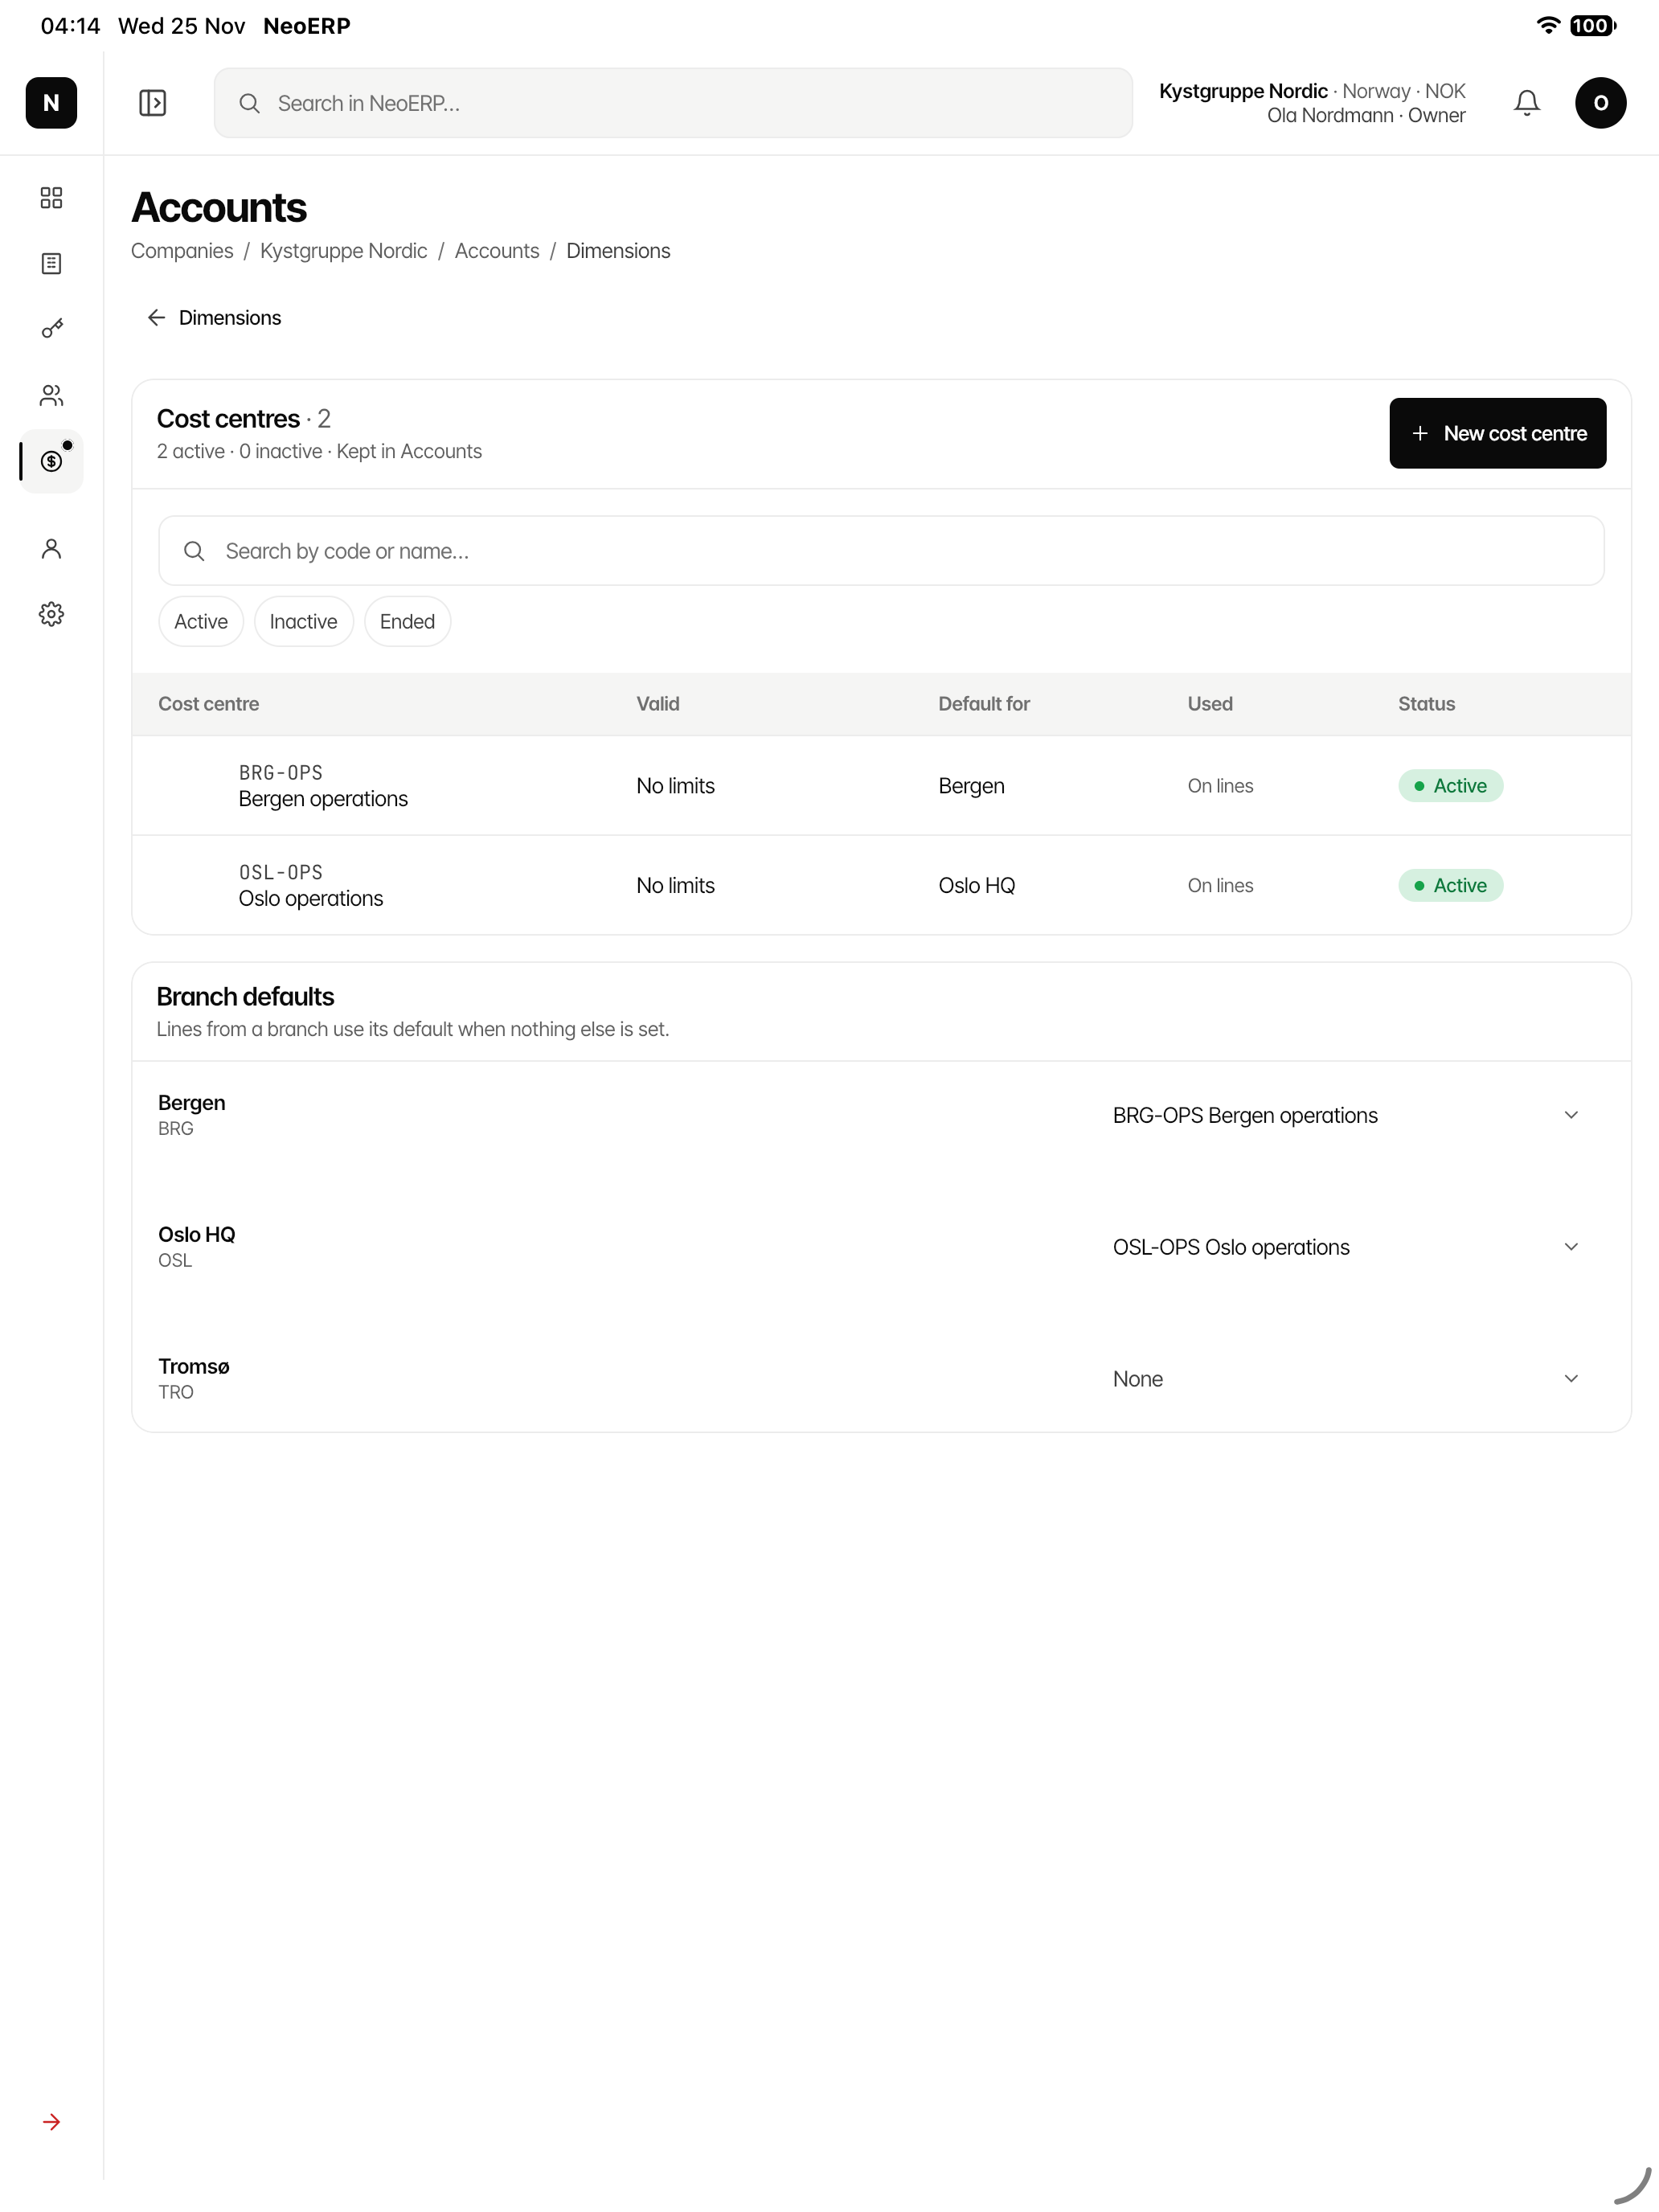 04:14 Wed 25 Nov NeoERP
100
N
Search in NeoERP...
Kystgruppe Nordic · Norway · NOK
Ola Nordmann · Owner
O
Accounts
Companies / Kystgruppe Nordic / Accounts / Dimensions
Dimensions
Cost centres · 2
2 active · 0 inactive · Kept in Accounts
New cost centre
Search by code or name...
Active Inactive Ended
Cost centre Valid Default for Used Status
BRG-OPS
Bergen operations No limits Bergen On lines Active
OSL-OPS
Oslo operations No limits Oslo HQ On lines Active
Branch defaults
Lines from a branch use its default when nothing else is set.
Bergen
BRG
BRG-OPS Bergen operations
Oslo HQ
OSL
OSL-OPS Oslo operations
Tromsø
TRO
None